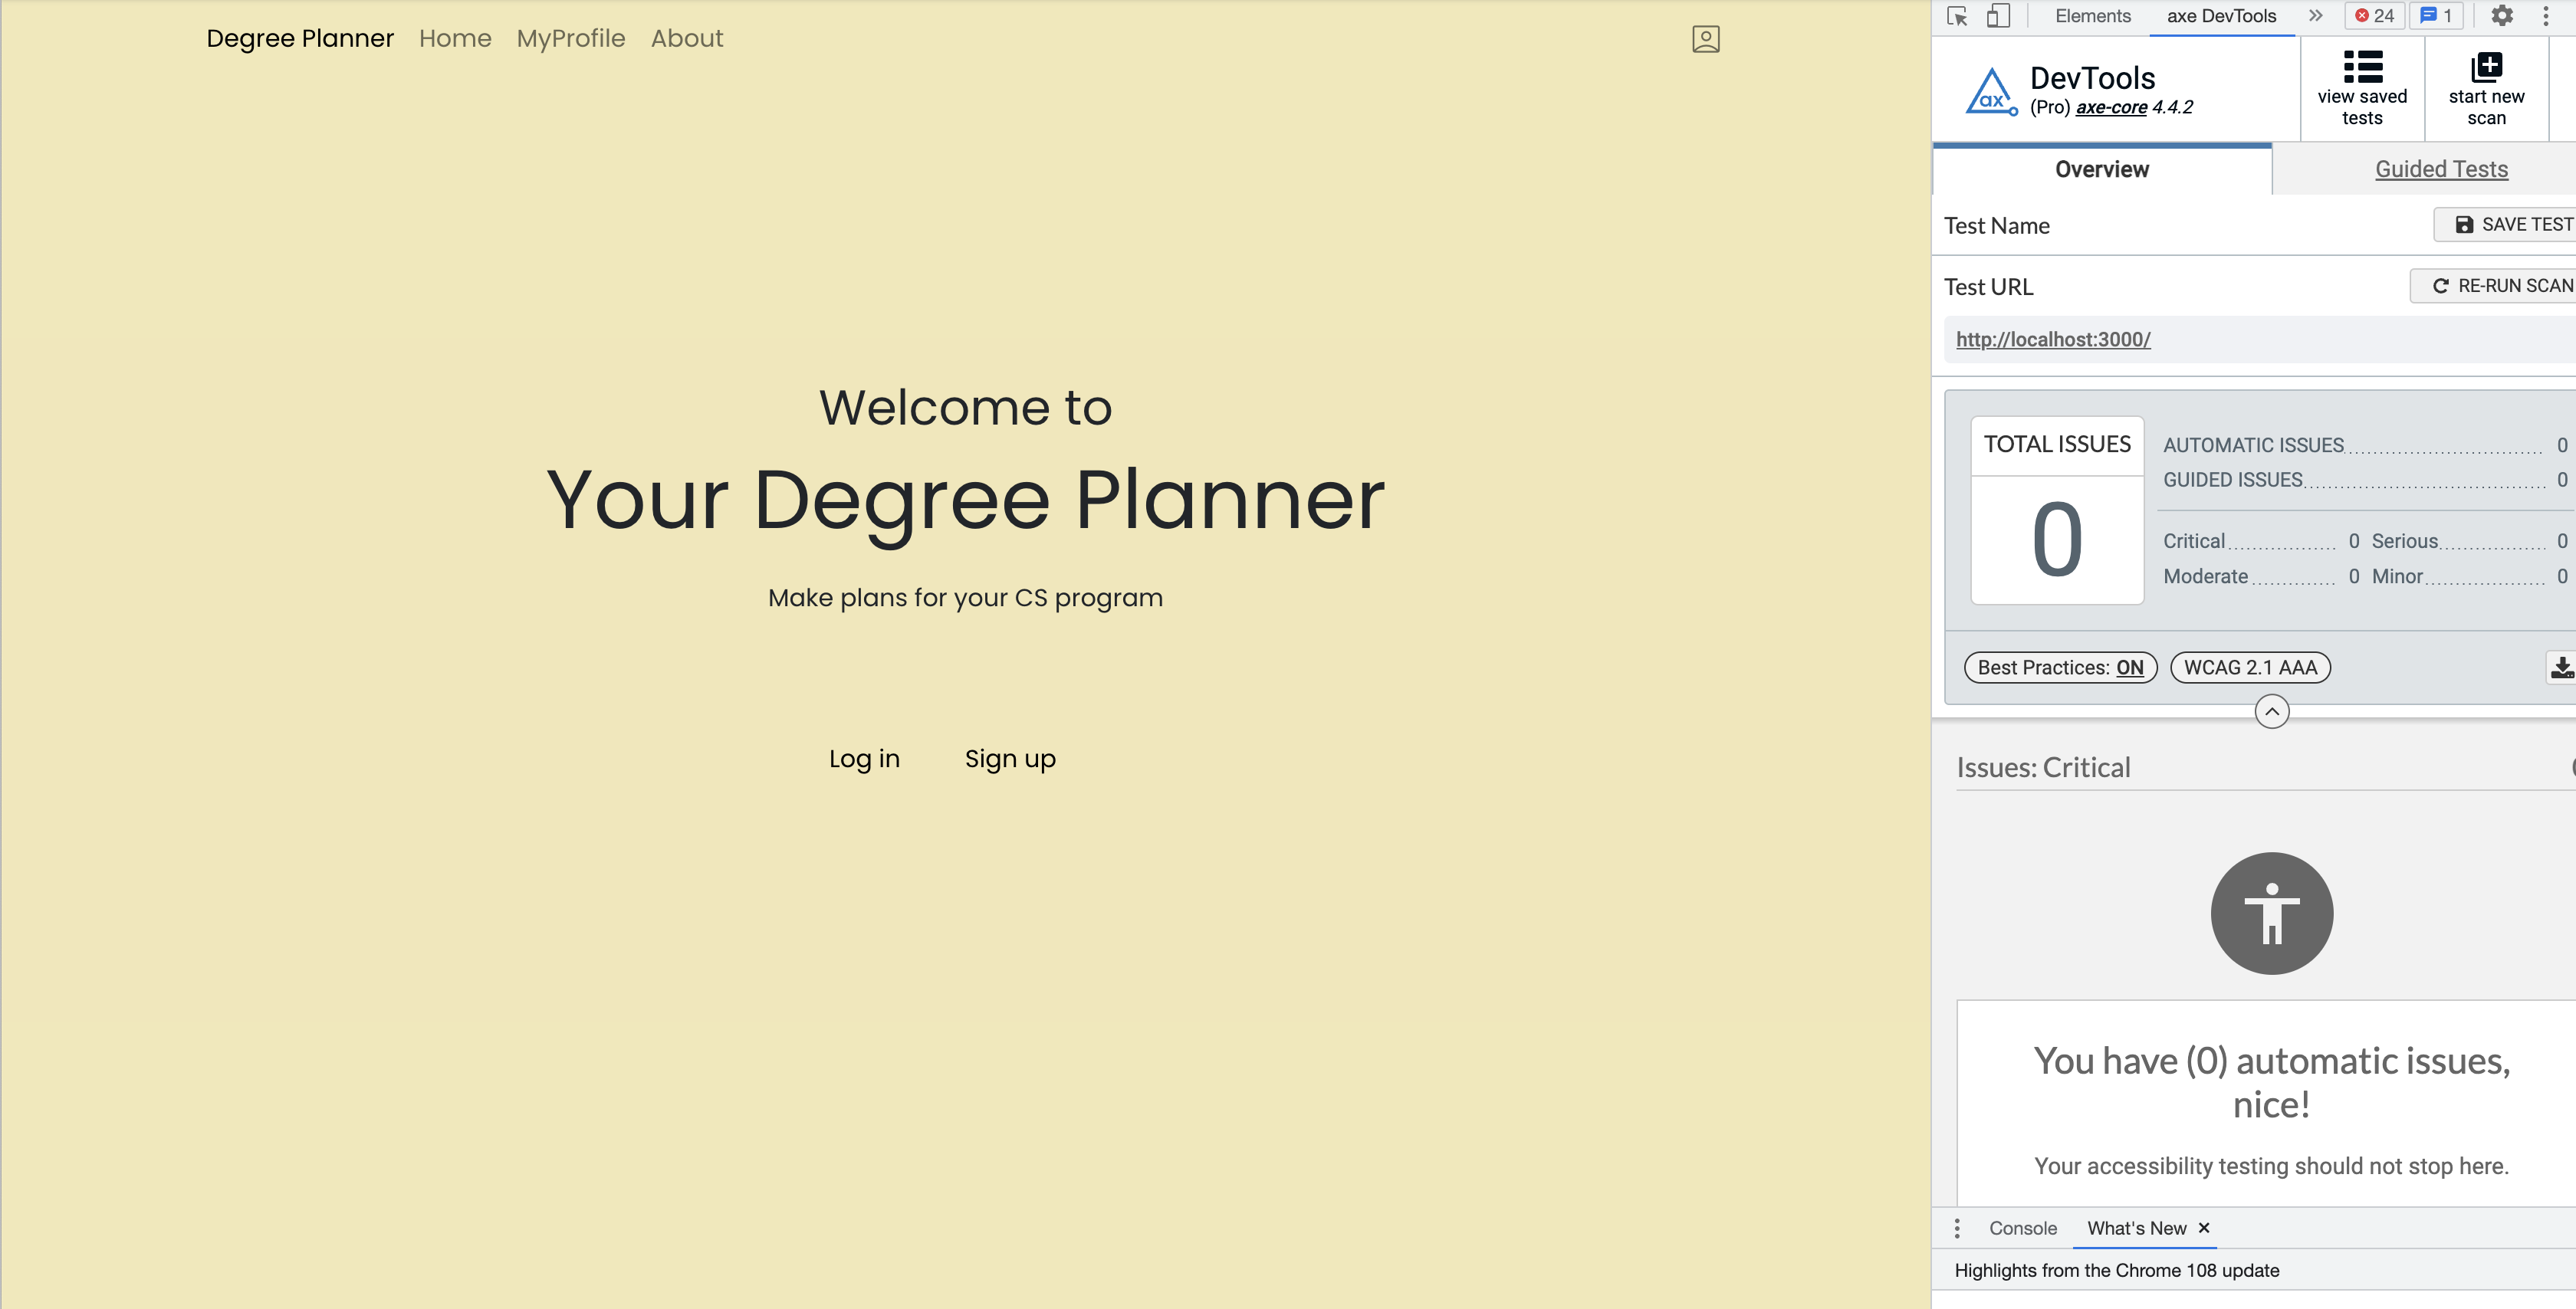 Degree Planner Home MyProfile About
Welcome to
Your Degree Planner
Make plans for your CS program
Log in Sign up
Elements axe DevTools 24 1
ax
DevTools
(Pro) axe-core 4.4.2
view saved
tests
start new
scan
Overview Guided Tests
Test Name SAVE TEST
Test URL RE-RUN SCAN
http://localhost:3000/
TOTAL ISSUES
0
AUTOMATIC ISSUES 0
GUIDED ISSUES 0
Critical 0 Serious 0
Moderate 0 Minor 0
Best Practices: ON WCAG 2.1 AAA
Issues: Critical
You have (0) automatic issues,
nice!
Your accessibility testing should not stop here.
Console What's New
Highlights from the Chrome 108 update